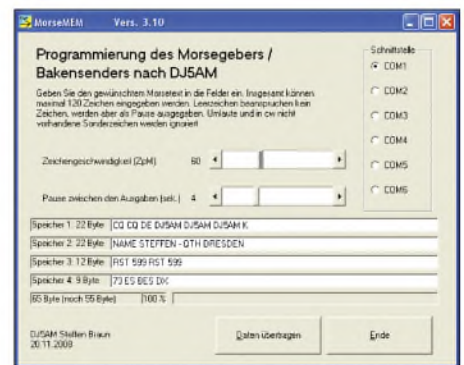 MorseMEM Vers. 3.10
Programmierung des Morsegebers /
Bakensenders nach DJ5AM
Geben Sie den gewünschtem Morsetext in die Felder ein. Insgesamt können
maximal 120 Zeichen eingegeben werden. Leerzeichen beanspruchen kein
Zeichen, werden aber als Pause ausgegeben. Umlaute und in cw nicht
vorhandene Sonderzeichen werden ignoriert
Schnittstelle
COM1
COM2
COM3
COM4
COM5
COM6
Zeichengeschwindigkeit (ZpM) 60
Pause zwischen den Ausgaben (sek.) 4
Speicher 1: 22 Byte CQ CQ DE DJ5AM DJ5AM DJ5AM K
Speicher 2: 22 Byte NAME STEFFEN - QTH DRESDEN
Speicher 3: 12 Byte RST 599 RST 599
Speicher 4: 9 Byte 73 ES BES DX
65 Byte (noch 55 Byte) 100 %
DJ5AM Steffen Braun
20.11.2009
Daten übertragen
Ende